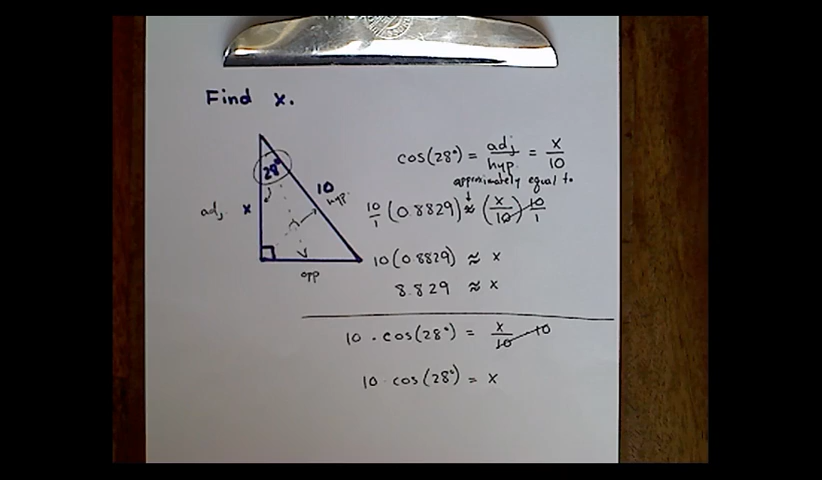 Find x.
28°
10
hyp.
adj.
x
opp
cos(28°) = adj/hyp. = x/10
approximately equal to
10/1 (0.8829) ≈ (x/10) 10/1
10(0.8829) ≈ x
8.829 ≈ x
10 · cos(28°) = x/10 · 10
10 · cos(28°) = x